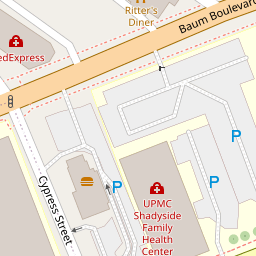 Ritter's
Diner
Baum Boulevard
edExpress
P
P
P
Cypress Street
UPMC
Shadyside
Family
Health
Center